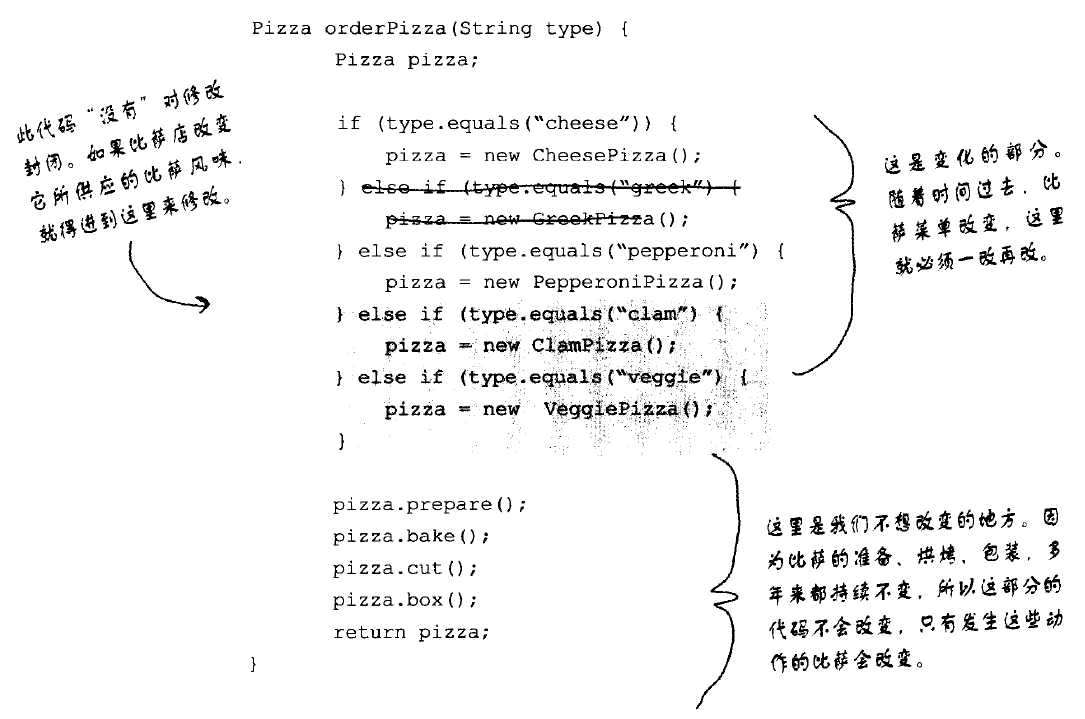 Pizza orderPizza(String type) {
Pizza pizza;
此代码“没有”对修改
封闭。如果比萨店改变
它所供应的比萨风味，
就得进到这里来修改。
if (type.equals(“cheese”)) {
pizza = new CheesePizza();
} else if (type.equals(“greek”) {
pizza = new GreekPizza();
} else if (type.equals(“pepperoni”) {
pizza = new PepperoniPizza();
} else if (type.equals(“clam”) {
pizza = new ClamPizza();
} else if (type.equals(“veggie”) {
pizza = new VeggiePizza();
}
这是变化的部分。
随着时间过去，比
萨菜单改变，这里
就必须一改再改。
pizza.prepare();
pizza.bake();
pizza.cut();
pizza.box();
return pizza;
}
这里是我们不想改变的地方。因
为比萨的准备、烘烤、包装，多
年来都持续不变，所以这部分的
代码不会改变，只有发生这些动
作的比萨会改变。